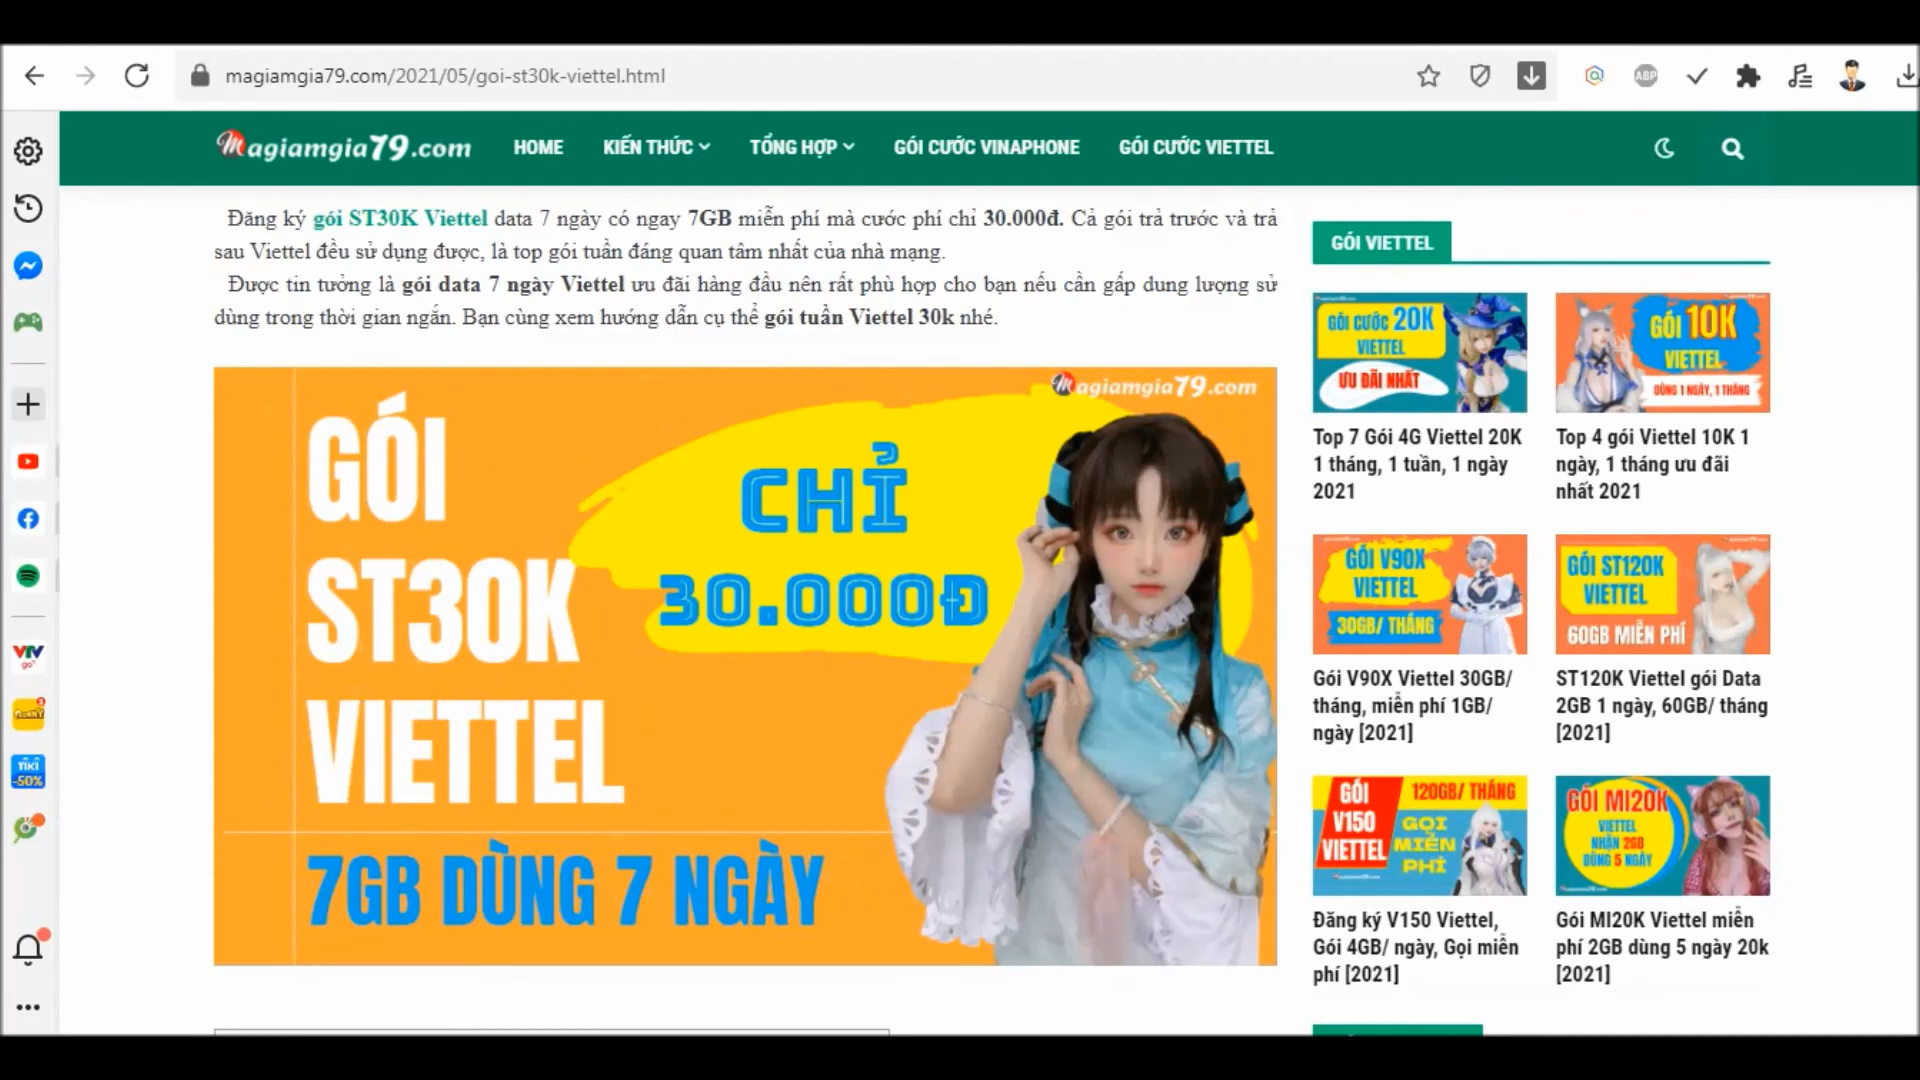 magiamgia79.com/2021/05/goi-st30k-viettel.html
ABP
Magiamgia79.com
HOME
KIẾN THỨC
TỔNG HỢP
GÓI CƯỚC VINAPHONE
GÓI CƯỚC VIETTEL
Đăng ký gói ST30K Viettel data 7 ngày có ngay 7GB miễn phí mà cước phí chỉ 30.000đ. Cả gói trả trước và trả
sau Viettel đều sử dụng được, là top gói tuần đáng quan tâm nhất của nhà mạng.
Được tin tưởng là gói data 7 ngày Viettel ưu đãi hàng đầu nên rất phù hợp cho bạn nếu cần gấp dung lượng sử
dùng trong thời gian ngắn. Bạn cùng xem hướng dẫn cụ thể gói tuần Viettel 30k nhé.
Magiamgia79.com
GÓI
ST30K
VIETTEL
CHỈ
30.000Đ
7GB DÙNG 7 NGÀY
GÓI VIETTEL
GÓI CƯỚC 20K
VIETTEL
ƯU ĐÃI NHẤT
Top 7 Gói 4G Viettel 20K
1 tháng, 1 tuần, 1 ngày
2021
GÓI 10K
VIETTEL
DÙNG 1 NGÀY, 1 THÁNG
Top 4 gói Viettel 10K 1
ngày, 1 tháng ưu đãi
nhất 2021
GÓI V90X
VIETTEL
30GB/ THÁNG
Gói V90X Viettel 30GB/
tháng, miễn phí 1GB/
ngày [2021]
GÓI ST120K
VIETTEL
60GB MIỄN PHÍ
ST120K Viettel gói Data
2GB 1 ngày, 60GB/ tháng
[2021]
GÓI
V150
VIETTEL
120GB/ THÁNG
GỌI
MIỄN
PHÍ
Đăng ký V150 Viettel,
Gói 4GB/ ngày, Gọi miễn
phí [2021]
GÓI MI20K
VIETTEL
NHẬN 2GB
DÙNG 5 NGÀY
Gói MI20K Viettel miễn
phí 2GB dùng 5 ngày 20k
[2021]
VTV
go
TIKI
-50%